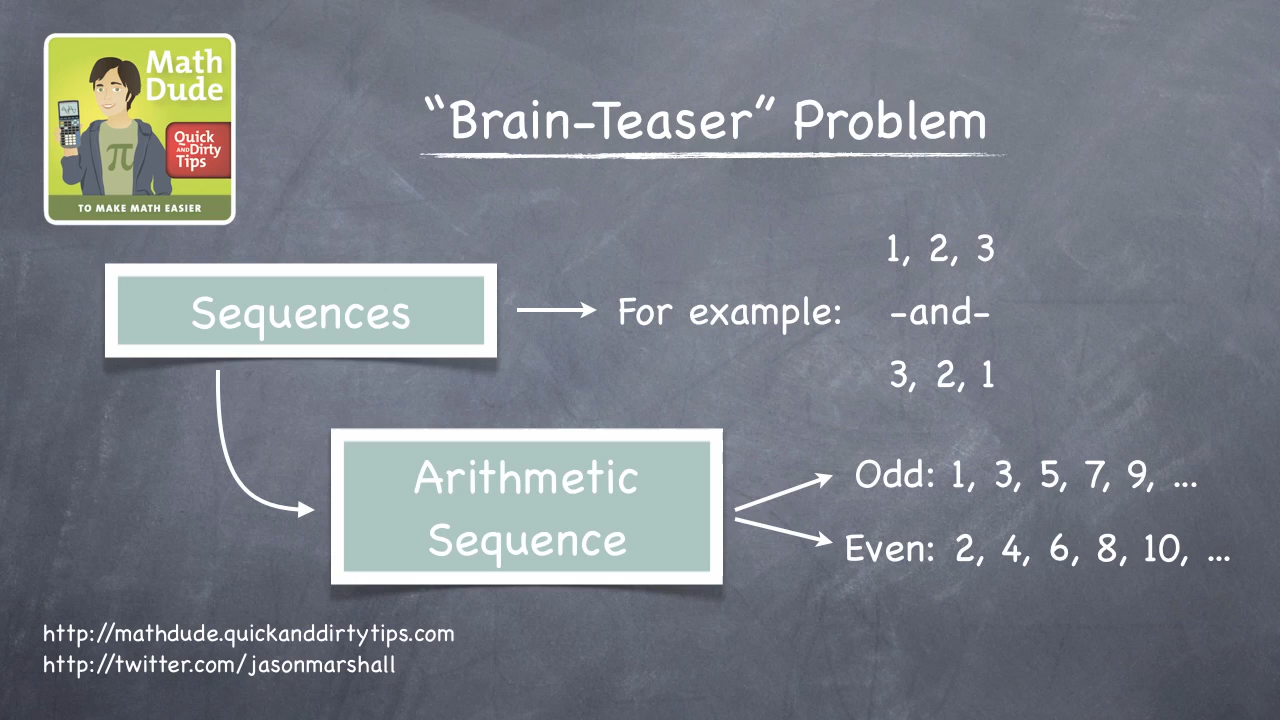 Math
Dude
Quick
AND Dirty
Tips
π
TO MAKE MATH EASIER
“Brain-Teaser” Problem
Sequences
For example:
1, 2, 3
-and-
3, 2, 1
Arithmetic
Sequence
Odd: 1, 3, 5, 7, 9, ...
Even: 2, 4, 6, 8, 10, ...
http://mathdude.quickanddirtytips.com
http://twitter.com/jasonmarshall